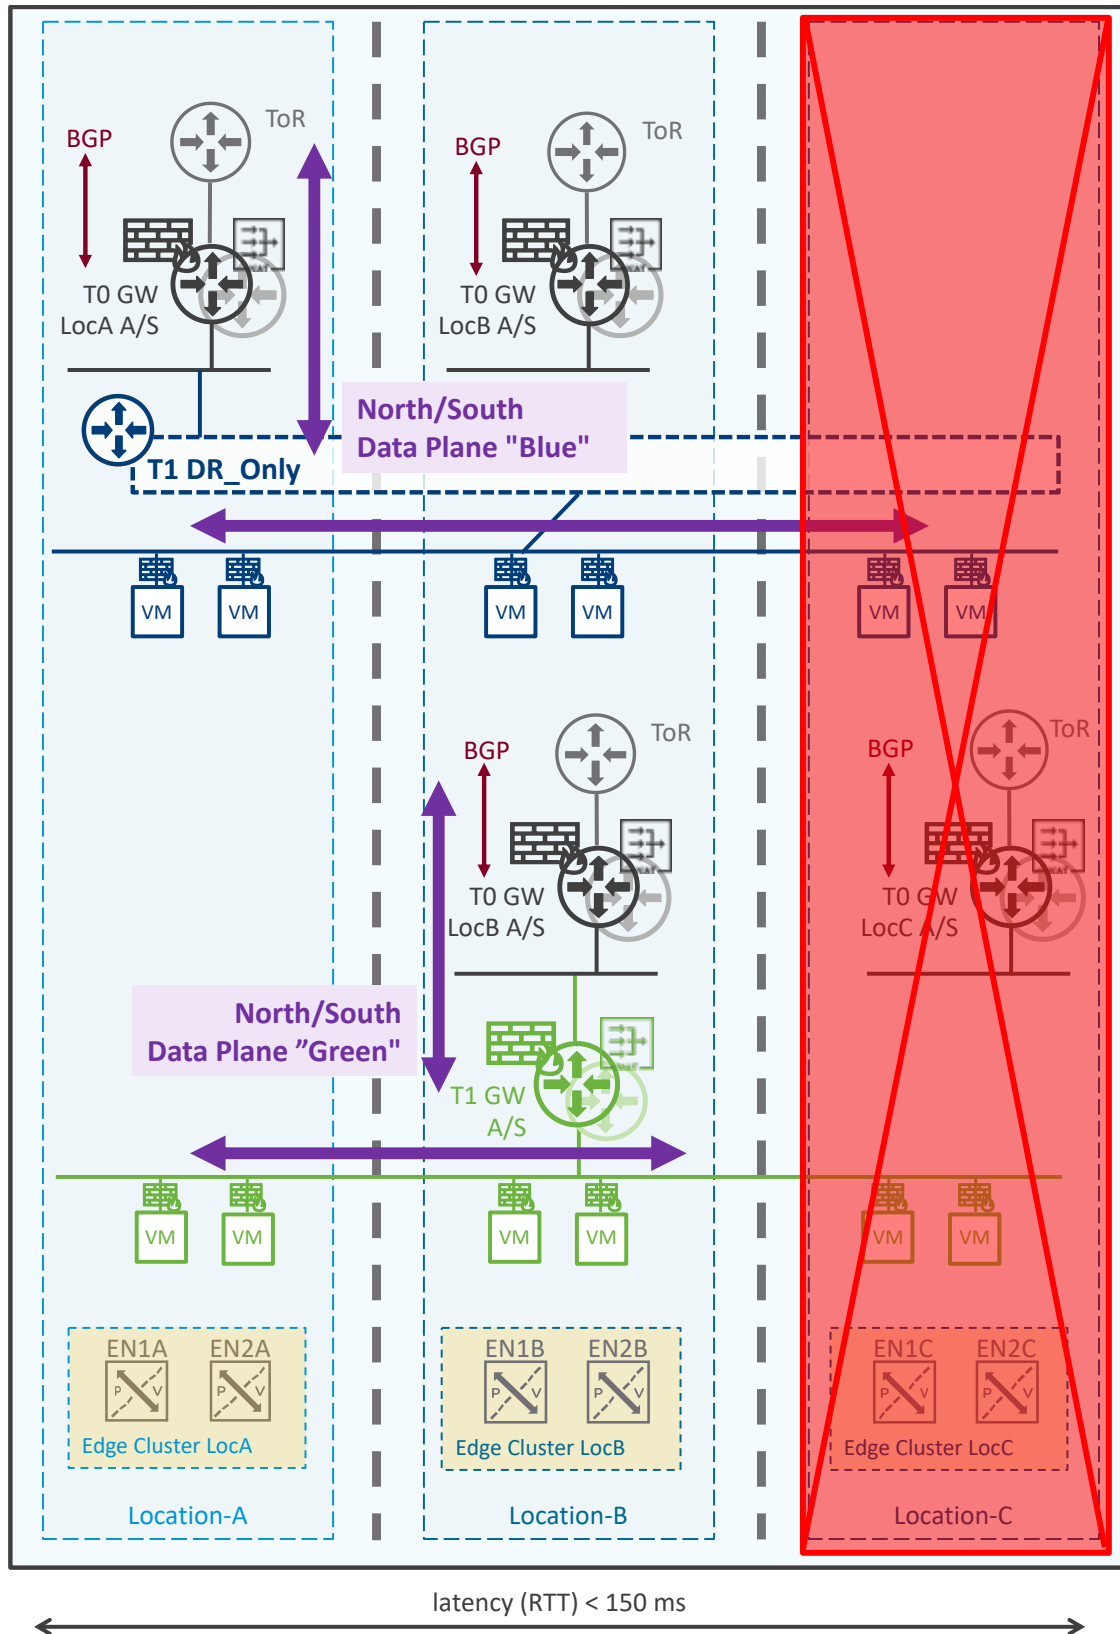 ToR
BGP
T0 GW
LocA A/S
ToR
BGP
T0 GW
LocB A/S
North/South
Data Plane "Blue"
T1 DR_Only
VM
VM
VM
VM
VM
VM
ToR
BGP
T0 GW
LocB A/S
ToR
BGP
T0 GW
LocC A/S
North/South
Data Plane ”Green"
T1 GW
A/S
VM
VM
VM
VM
VM
VM
EN1A
EN2A
P V
P V
Edge Cluster LocA
EN1B
EN2B
P V
P V
Edge Cluster LocB
EN1C
EN2C
P V
P V
Edge Cluster LocC
Location-A
Location-B
Location-C
latency (RTT) < 150 ms